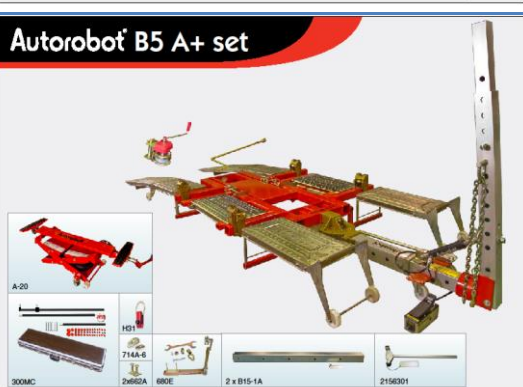 Autorobot B5 A+ set
A-20
300MC
H31
714A-6
2x662A
680E
2 x B15-1A
2156301